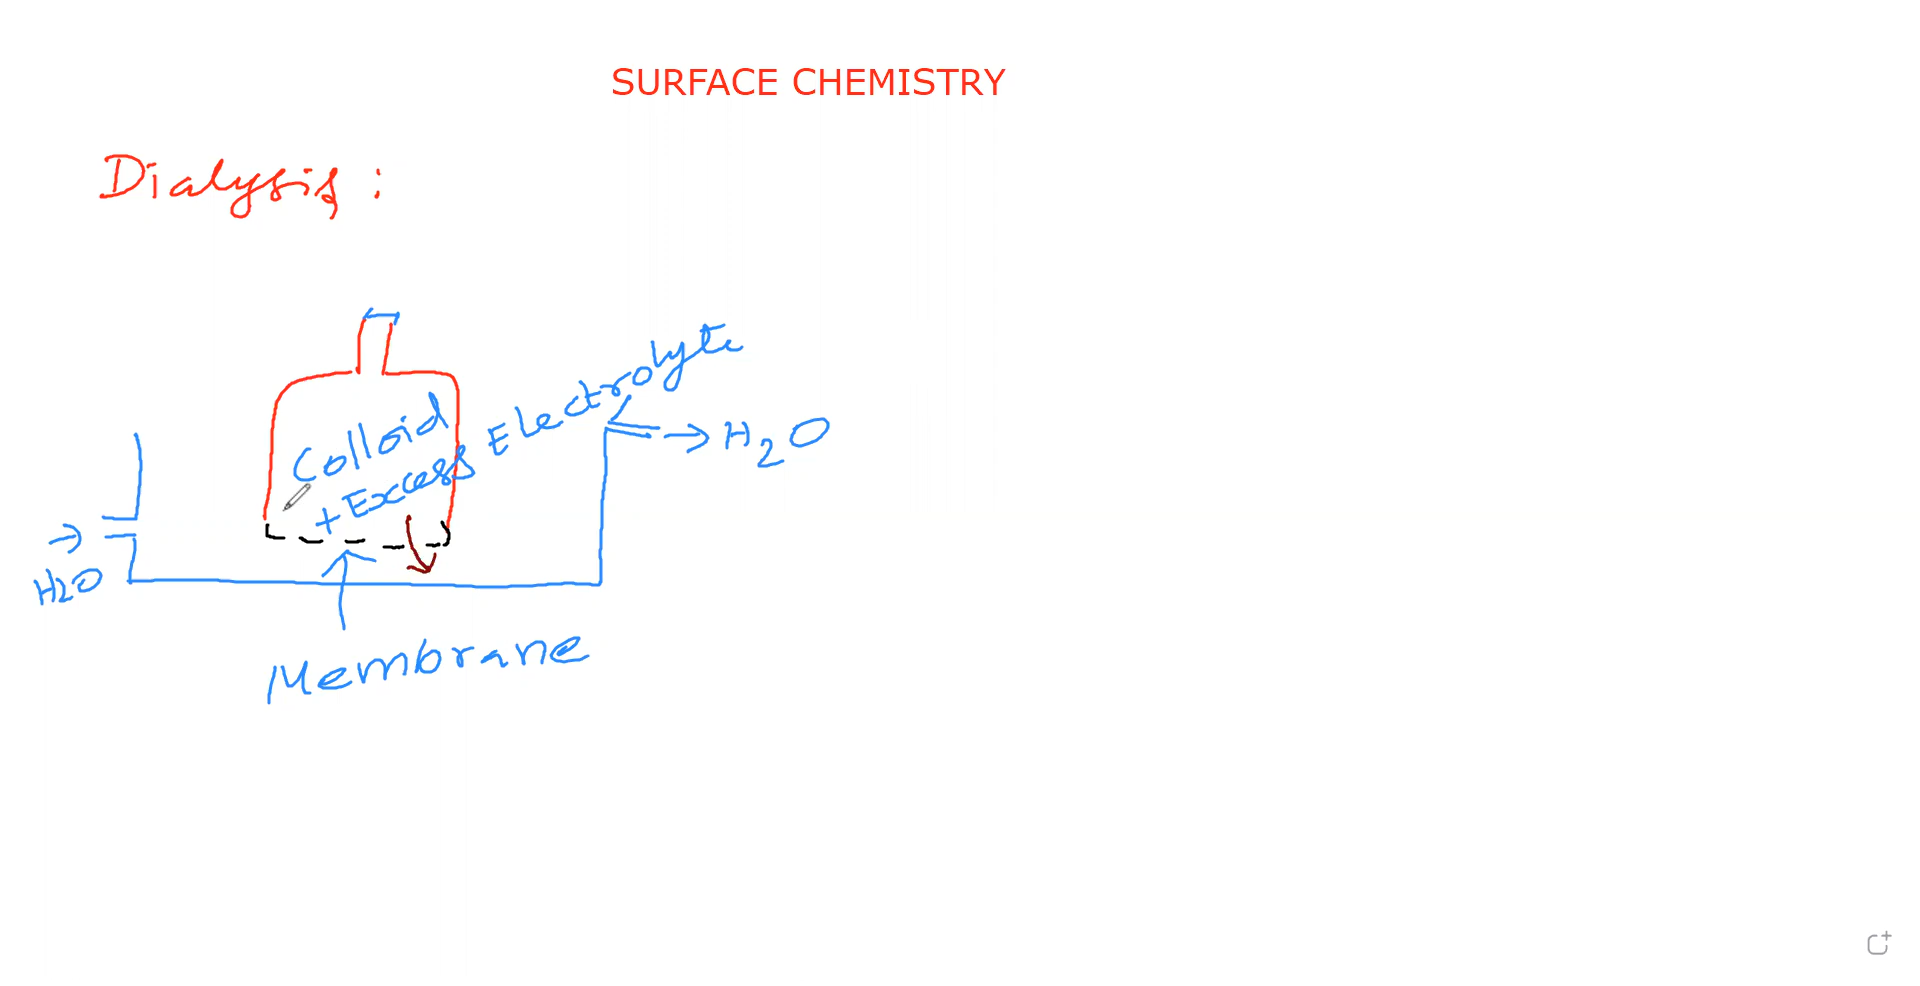 SURFACE CHEMISTRY
Dialysis :
Colloid
+ Excess Electrolyte
→ H2O
→
H2O
Membrane